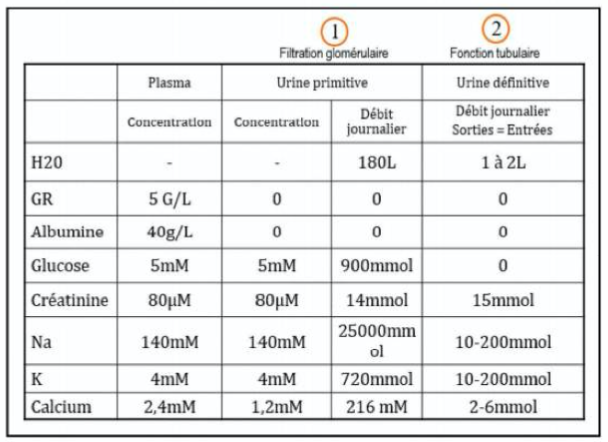 1 2
Filtration glomérulaire Fonction tubulaire
Plasma Urine primitive Urine définitive
Concentration Concentration Débit journalier Débit journalier Sorties = Entrées
H20 - - 180L 1 à 2L
GR 5 G/L 0 0 0
Albumine 40g/L 0 0 0
Glucose 5mM 5mM 900mmol 0
Créatinine 80µM 80µM 14mmol 15mmol
Na 140mM 140mM 25000mmol 10-200mmol
K 4mM 4mM 720mmol 10-200mmol
Calcium 2,4mM 1,2mM 216 mM 2-6mmol